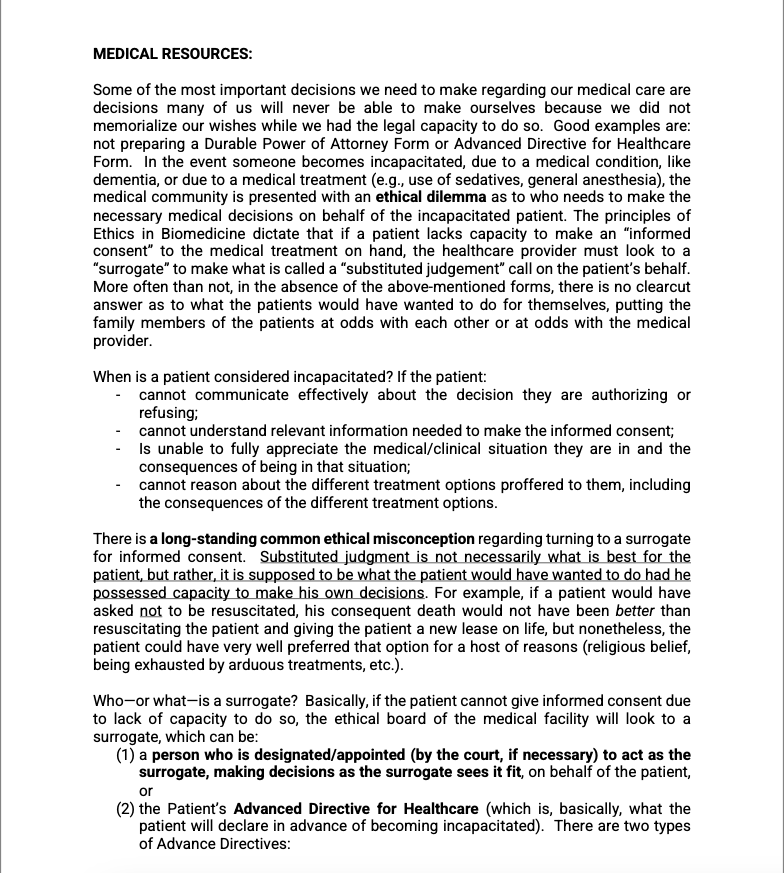 MEDICAL RESOURCES:
Some of the most important decisions we need to make regarding our medical care are
decisions many of us will never be able to make ourselves because we did not
memorialize our wishes while we had the legal capacity to do so.  Good examples are:
not preparing a Durable Power of Attorney Form or Advanced Directive for Healthcare
Form.  In the event someone becomes incapacitated, due to a medical condition, like
dementia, or due to a medical treatment (e.g., use of sedatives, general anesthesia), the
medical community is presented with an ethical dilemma as to who needs to make the
necessary medical decisions on behalf of the incapacitated patient. The principles of
Ethics in Biomedicine dictate that if a patient lacks capacity to make an “informed
consent” to the medical treatment on hand, the healthcare provider must look to a
“surrogate” to make what is called a “substituted judgement” call on the patient’s behalf.
More often than not, in the absence of the above-mentioned forms, there is no clearcut
answer as to what the patients would have wanted to do for themselves, putting the
family members of the patients at odds with each other or at odds with the medical
provider.
When is a patient considered incapacitated? If the patient:
- cannot communicate effectively about the decision they are authorizing or
refusing;
- cannot understand relevant information needed to make the informed consent;
- Is unable to fully appreciate the medical/clinical situation they are in and the
consequences of being in that situation;
- cannot reason about the different treatment options proffered to them, including
the consequences of the different treatment options.
There is a long-standing common ethical misconception regarding turning to a surrogate
for informed consent.  Substituted judgment is not necessarily what is best for the
patient, but rather, it is supposed to be what the patient would have wanted to do had he
possessed capacity to make his own decisions. For example, if a patient would have
asked not to be resuscitated, his consequent death would not have been better than
resuscitating the patient and giving the patient a new lease on life, but nonetheless, the
patient could have very well preferred that option for a host of reasons (religious belief,
being exhausted by arduous treatments, etc.).
Who—or what—is a surrogate?  Basically, if the patient cannot give informed consent due
to lack of capacity to do so, the ethical board of the medical facility will look to a
surrogate, which can be:
(1) a person who is designated/appointed (by the court, if necessary) to act as the
surrogate, making decisions as the surrogate sees it fit, on behalf of the patient,
or
(2) the Patient’s Advanced Directive for Healthcare (which is, basically, what the
patient will declare in advance of becoming incapacitated).  There are two types
of Advance Directives: